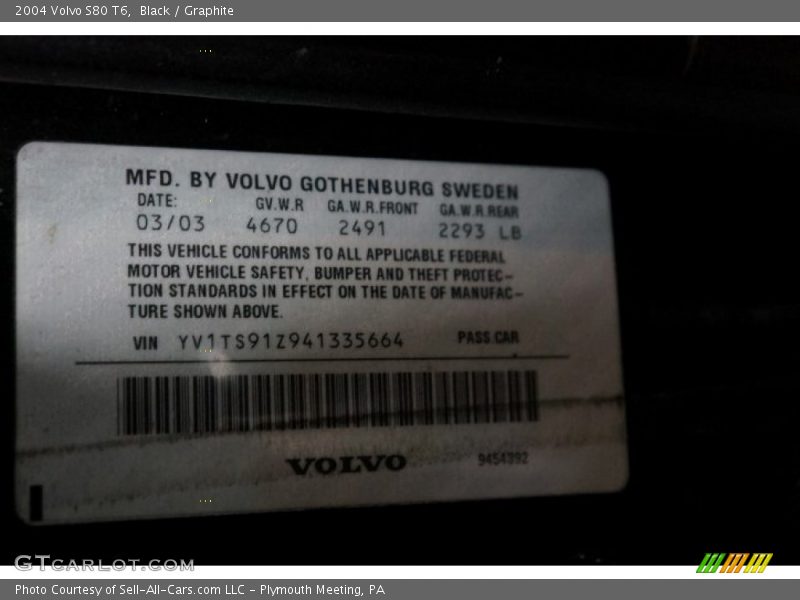 2004 Volvo S80 T6, Black / Graphite
MFD. BY VOLVO GOTHENBURG SWEDEN
DATE: GV.W.R GA.W.R.FRONT GA.W.R.REAR
03/03 4670 2491 2293 LB
THIS VEHICLE CONFORMS TO ALL APPLICABLE FEDERAL
MOTOR VEHICLE SAFETY, BUMPER AND THEFT PROTEC-
TION STANDARDS IN EFFECT ON THE DATE OF MANUFAC-
TURE SHOWN ABOVE.
VIN YV1TS91Z941335664 PASS.CAR
VOLVO 9454392
GTCARLOT.COM
Photo Courtesy of Sell-All-Cars.com LLC - Plymouth Meeting, PA